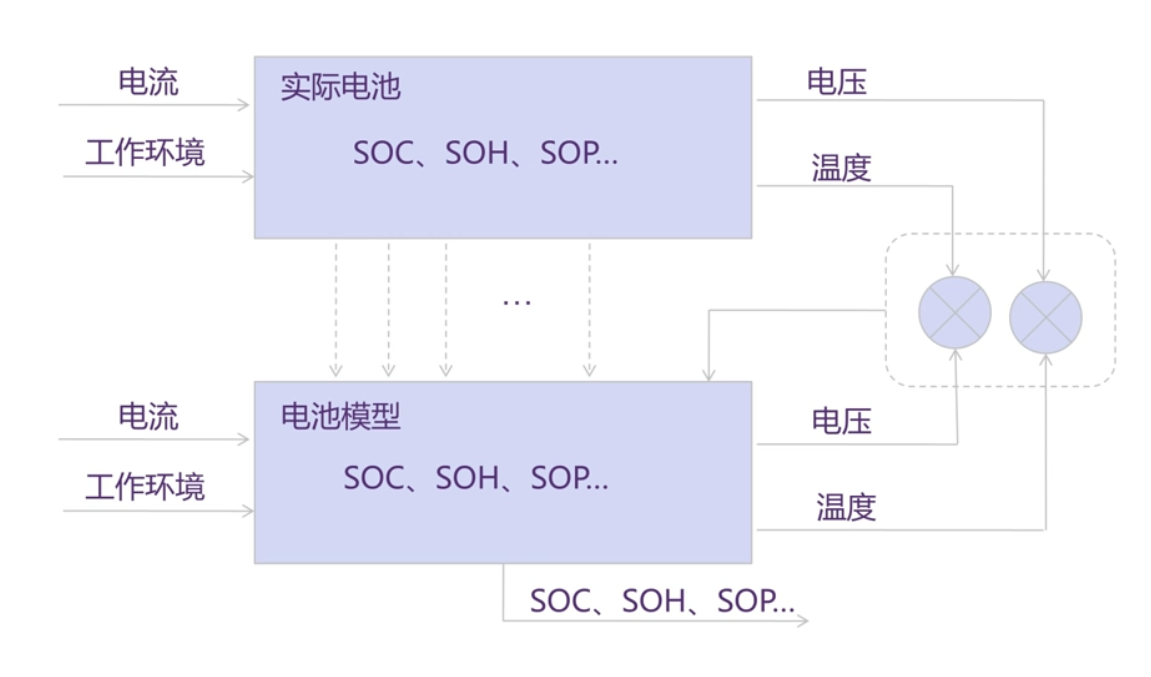 电流
工作环境
实际电池
SOC、SOH、SOP...
电压
温度
...
电流
工作环境
电池模型
SOC、SOH、SOP...
电压
温度
SOC、SOH、SOP...